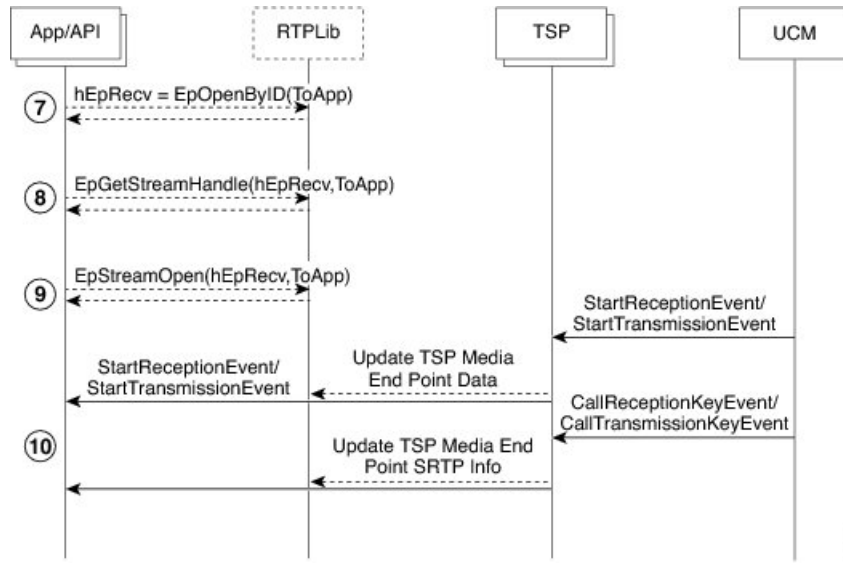 App/API
RTPLib
TSP
UCM
hEpRecv = EpOpenByID(ToApp)
7
EpGetStreamHandle(hEpRecv,ToApp)
8
EpStreamOpen(hEpRecv,ToApp)
9
StartReceptionEvent/
StartTransmissionEvent
Update TSP Media
End Point Data
StartReceptionEvent/
StartTransmissionEvent
CallReceptionKeyEvent/
CallTransmissionKeyEvent
10
Update TSP Media End
Point SRTP Info